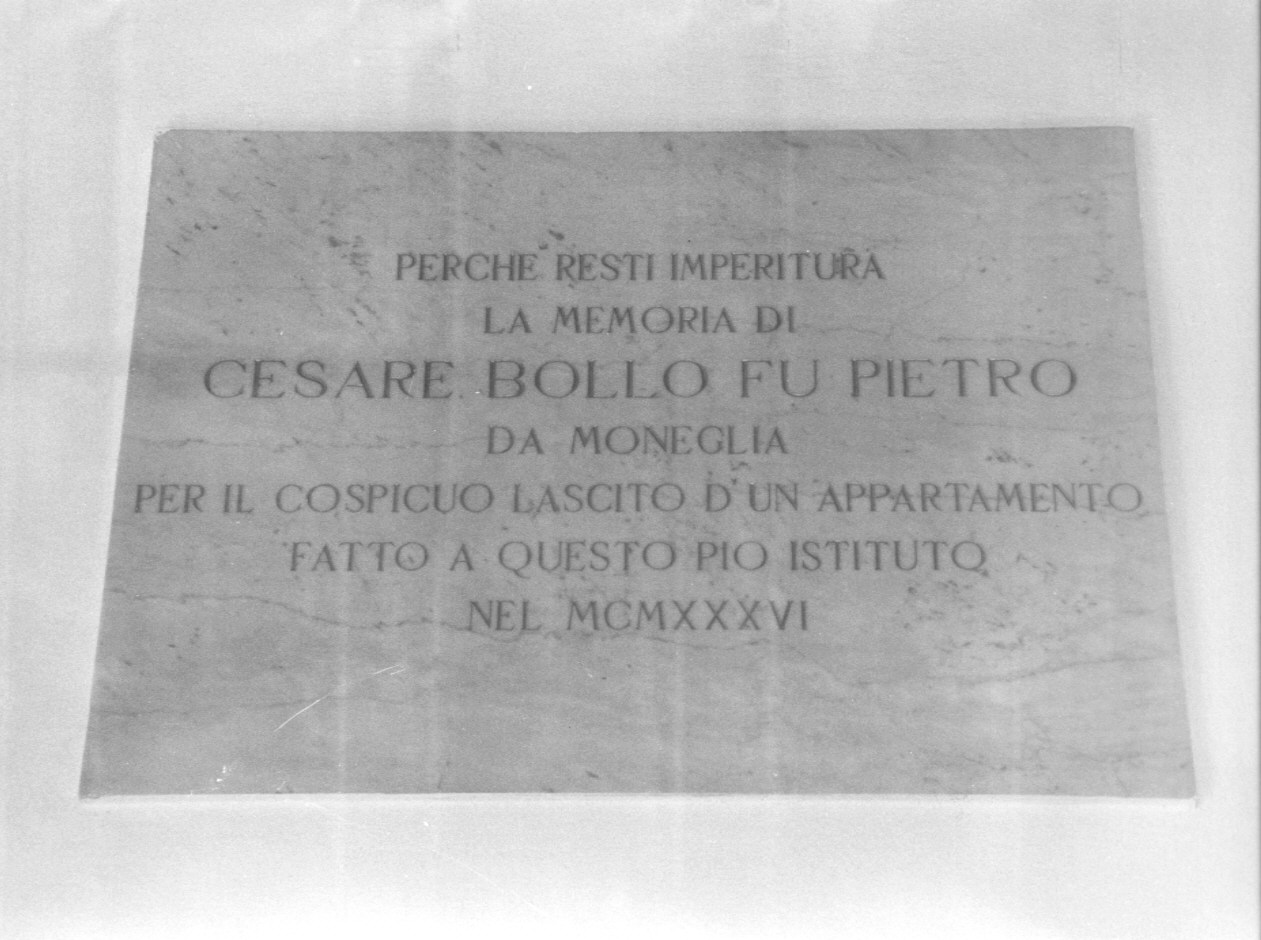 PERCHE RESTI IMPERITURA
LA MEMORIA DI
CESARE BOLLO FU PIETRO
DA MONEGLIA
PER IL COSPICUO LASCITO D'UN APPARTAMENTO
FATTO A QUESTO PIO ISTITUTO
NEL MCMXXXVI